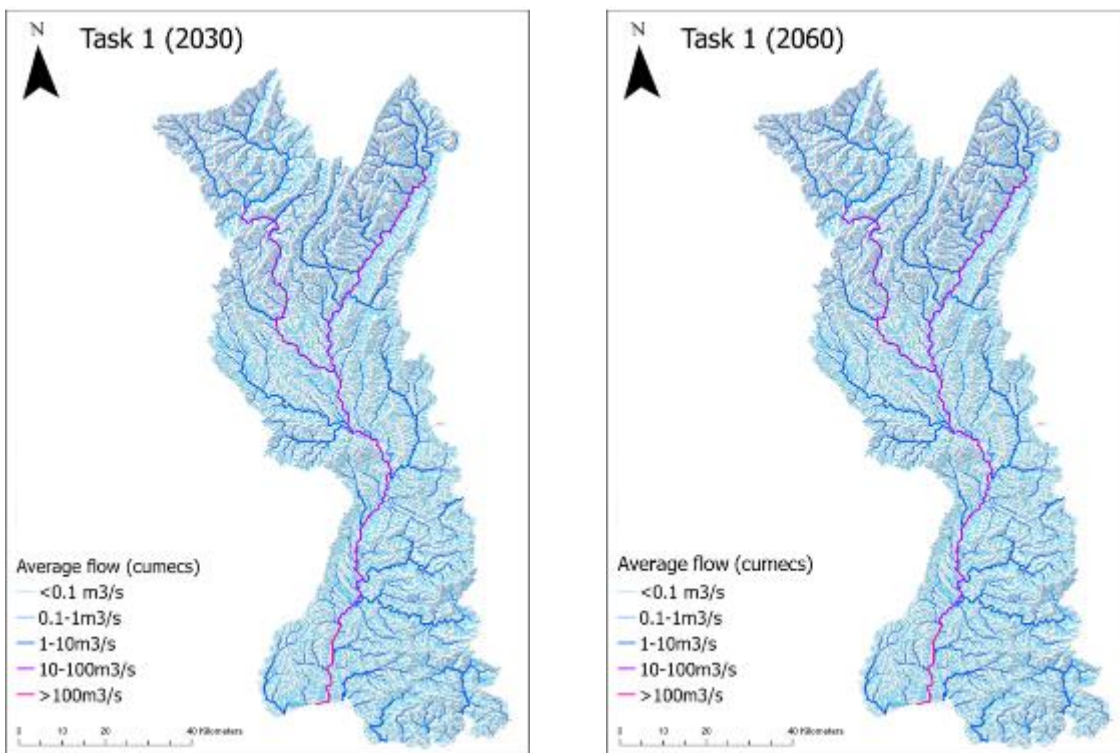 N
Task 1 (2030)
Average flow (cumecs)
<0.1 m3/s
0.1-1m3/s
1-10m3/s
10-100m3/s
>100m3/s
0 10 20 40 Kilometers
N
Task 1 (2060)
Average flow (cumecs)
<0.1 m3/s
0.1-1m3/s
1-10m3/s
10-100m3/s
>100m3/s
0 10 20 40 Kilometers